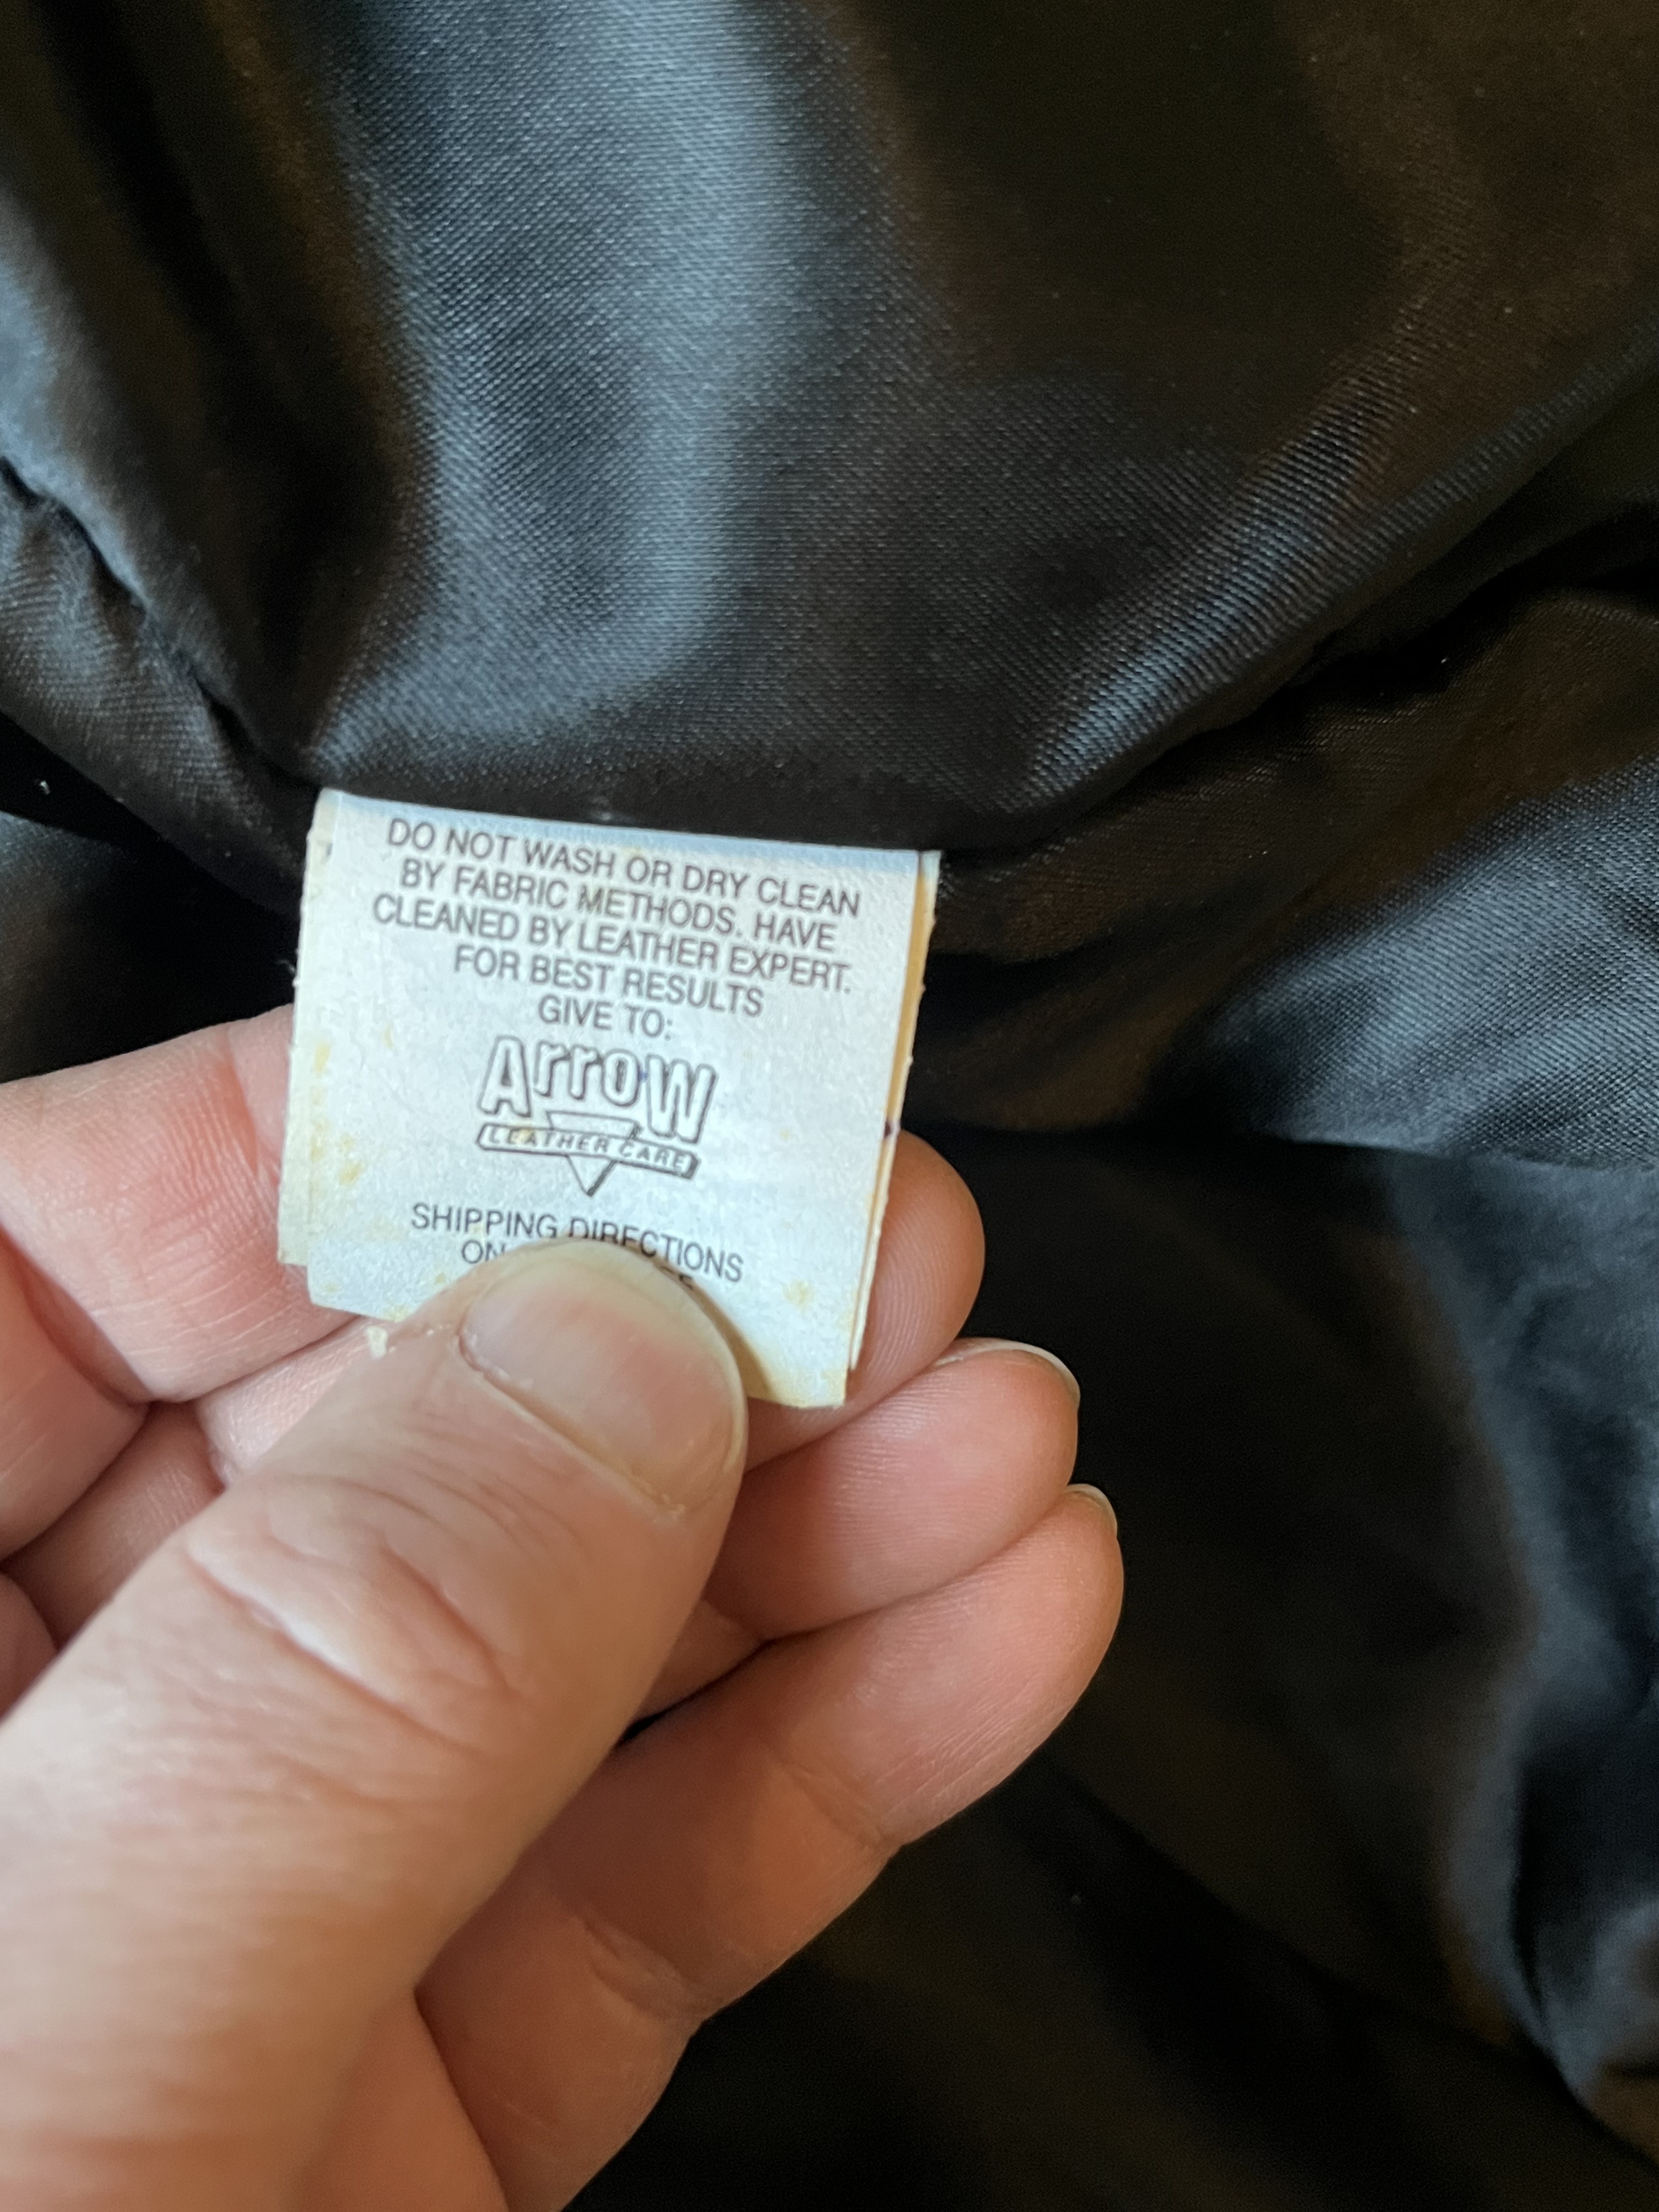 DO NOT WASH OR DRY CLEAN
BY FABRIC METHODS. HAVE
CLEANED BY LEATHER EXPERT.
FOR BEST RESULTS
GIVE TO:
ArroW
LEATHER CARE
SHIPPING DIRECTIONS
ON